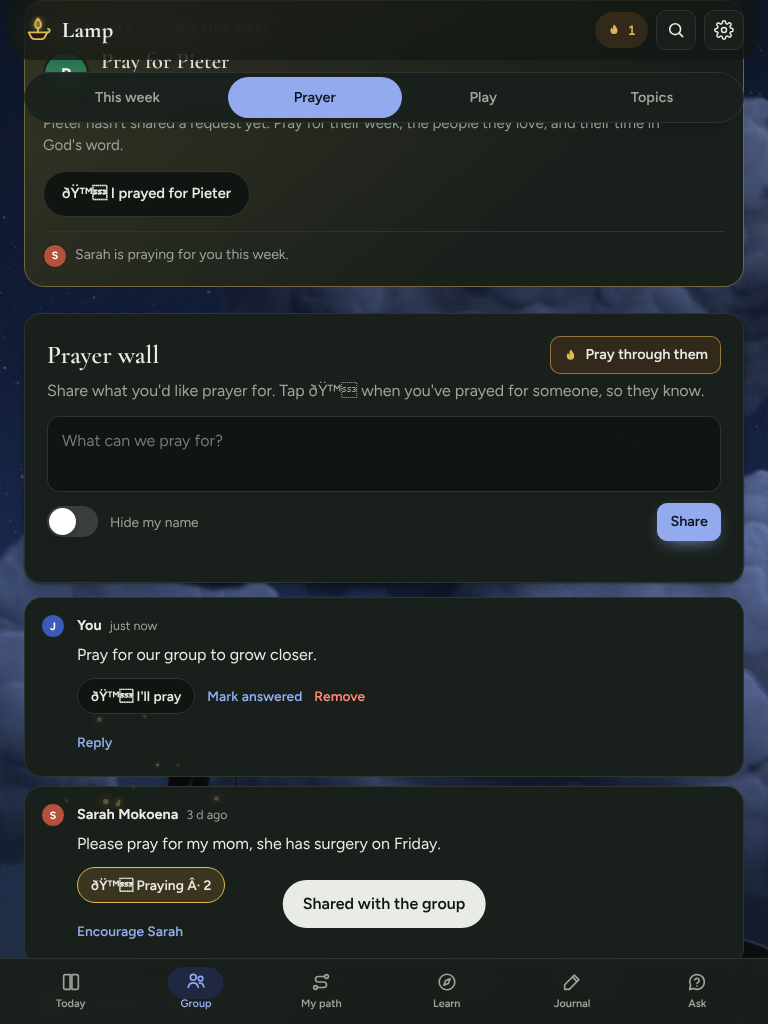 Lamp
1
Pray for Pieter
This week
Prayer
Play
Topics
Pieter hasn't shared a request yet. Pray for their week, the people they love, and their time in
God's word.
ðŸ™ I prayed for Pieter
S
Sarah is praying for you this week.
Prayer wall
Pray through them
Share what you'd like prayer for. Tap ðŸ™ when you've prayed for someone, so they know.
What can we pray for?
Hide my name
Share
J
You just now
Pray for our group to grow closer.
ðŸ™ I'll pray
Mark answered
Remove
Reply
S
Sarah Mokoena 3 d ago
Please pray for my mom, she has surgery on Friday.
ðŸ™ Praying Â· 2
Shared with the group
Encourage Sarah
Today
Group
My path
Learn
Journal
Ask